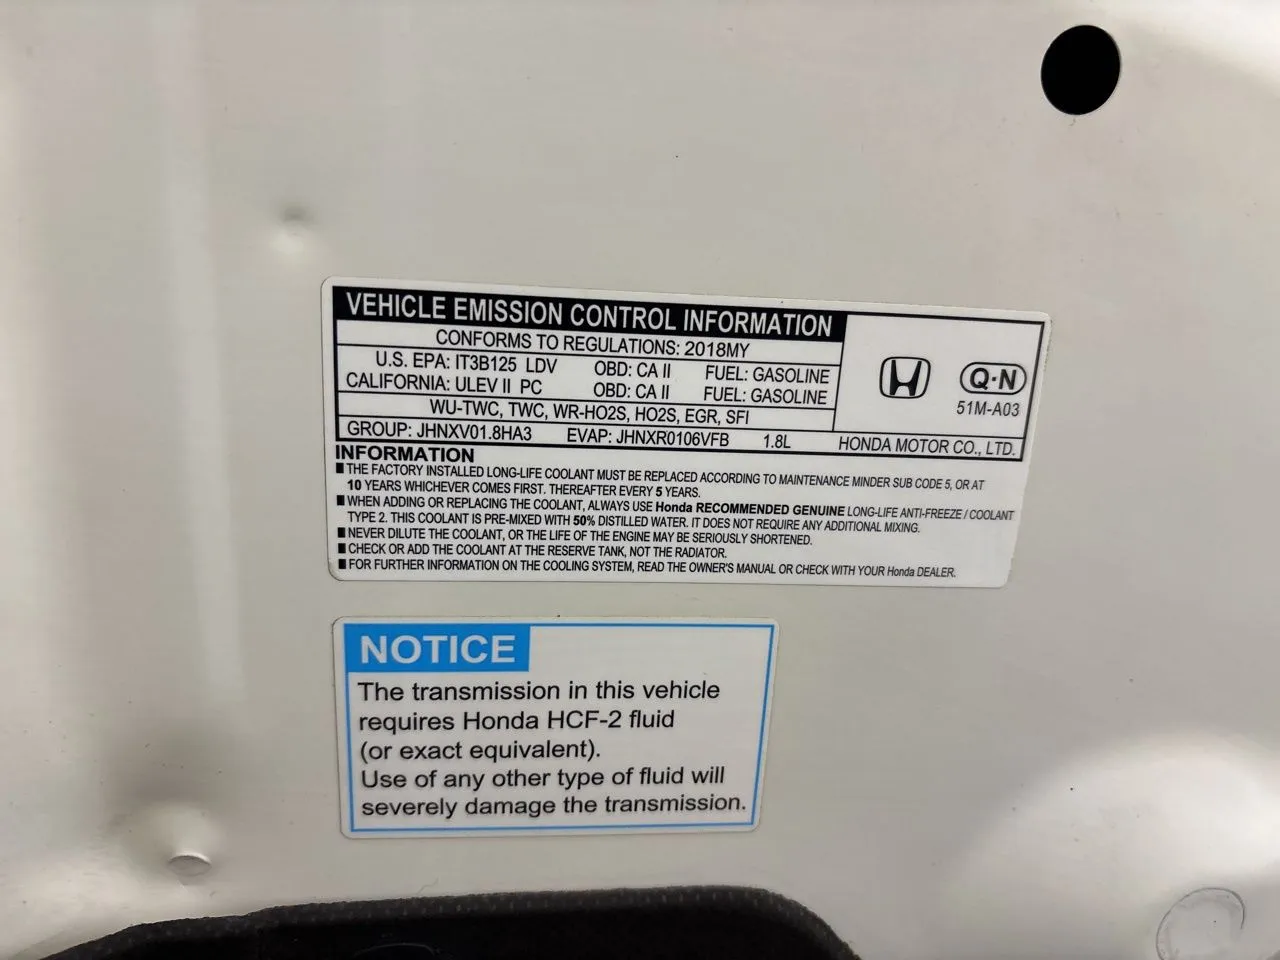 VEHICLE EMISSION CONTROL INFORMATION
CONFORMS TO REGULATIONS: 2018MY
U.S. EPA: IT3B125 LDV OBD: CA II FUEL: GASOLINE
CALIFORNIA: ULEV II PC OBD: CA II FUEL: GASOLINE
WU-TWC, TWC, WR-HO2S, HO2S, EGR, SFI
GROUP: JHNXV01.8HA3 EVAP: JHNXR0106VFB 1.8L
Q·N
51M-A03
HONDA MOTOR CO., LTD.
INFORMATION
■ THE FACTORY INSTALLED LONG-LIFE COOLANT MUST BE REPLACED ACCORDING TO MAINTENANCE MINDER SUB CODE 5, OR AT
10 YEARS WHICHEVER COMES FIRST. THEREAFTER EVERY 5 YEARS.
■ WHEN ADDING OR REPLACING THE COOLANT, ALWAYS USE Honda RECOMMENDED GENUINE LONG-LIFE ANTI-FREEZE / COOLANT
TYPE 2. THIS COOLANT IS PRE-MIXED WITH 50% DISTILLED WATER. IT DOES NOT REQUIRE ANY ADDITIONAL MIXING.
■ NEVER DILUTE THE COOLANT, OR THE LIFE OF THE ENGINE MAY BE SERIOUSLY SHORTENED.
■ CHECK OR ADD THE COOLANT AT THE RESERVE TANK, NOT THE RADIATOR.
■ FOR FURTHER INFORMATION ON THE COOLING SYSTEM, READ THE OWNER'S MANUAL OR CHECK WITH YOUR Honda DEALER.
NOTICE
The transmission in this vehicle
requires Honda HCF-2 fluid
(or exact equivalent).
Use of any other type of fluid will
severely damage the transmission.